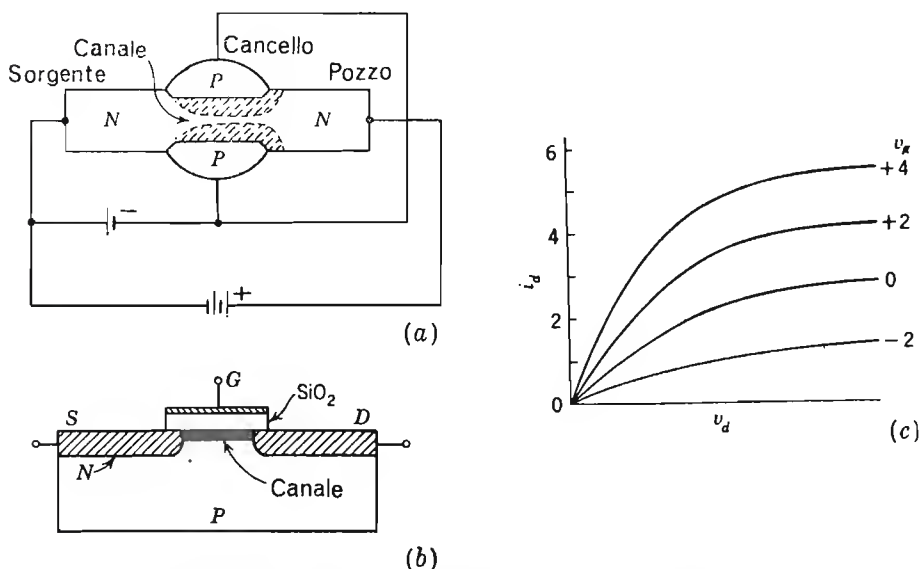 Canale
Cancello
Sorgente
Pozzo
P
N
N
P
−
+
(a)
G
SiO₂
S
D
N
Canale
P
(b)
6
4
2
0
i_d
v_d
v_g
+4
+2
0
−2
(c)